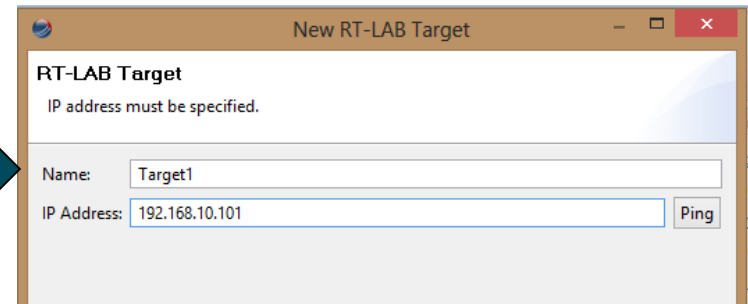 New RT-LAB Target
RT-LAB Target
IP address must be specified.
Name: Target1
IP Address: 192.168.10.101 Ping